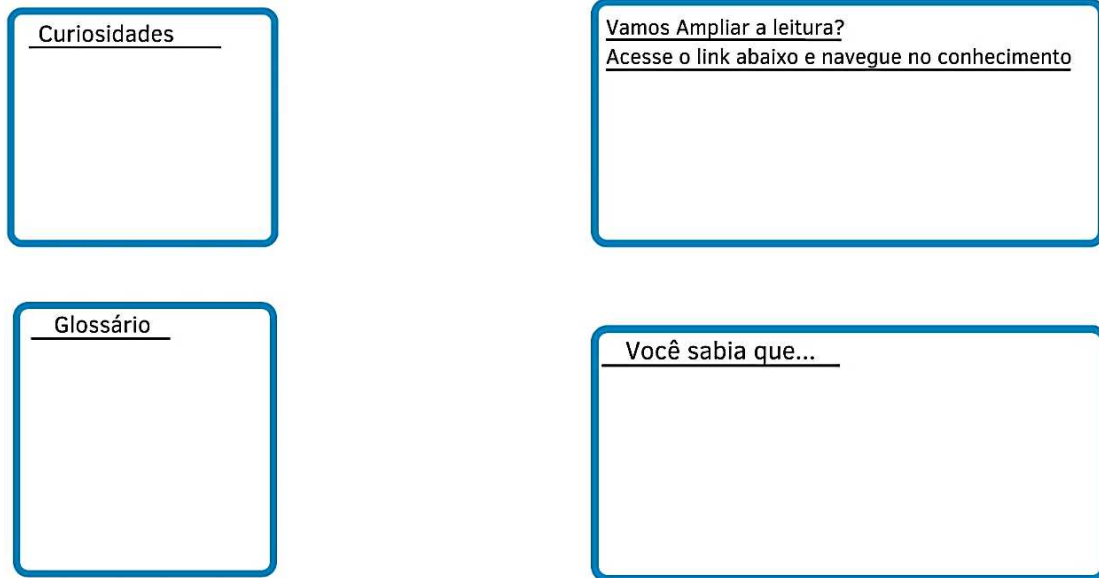 Curiosidades
Vamos Ampliar a leitura?
Acesse o link abaixo e navegue no conhecimento
Glossário
Você sabia que...